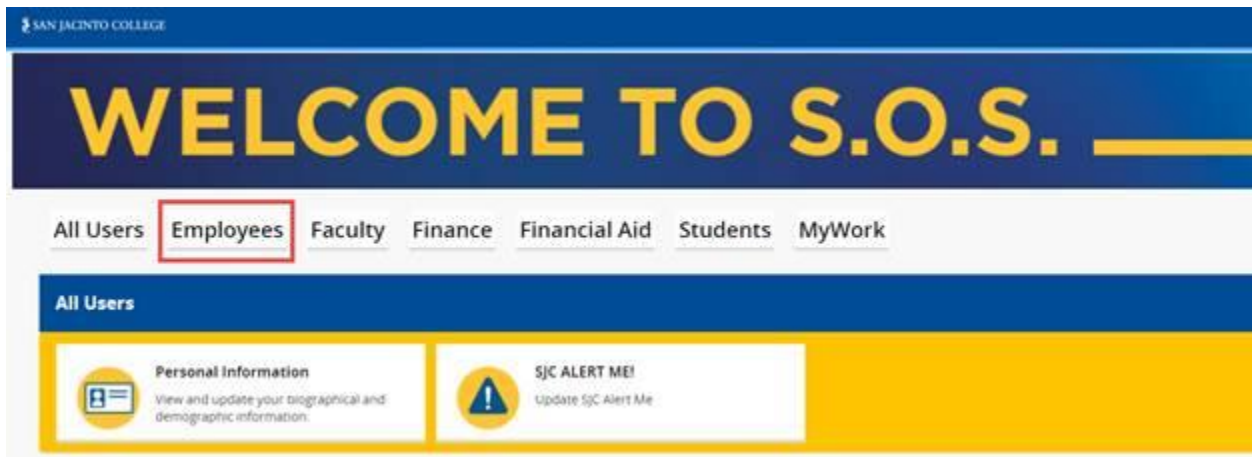 SAN JACINTO COLLEGE
WELCOME TO S.O.S.
All Users Employees Faculty Finance Financial Aid Students MyWork
All Users
Personal Information
View and update your biographical and
demographic information.
SJC ALERT ME!
Update SJC Alert Me